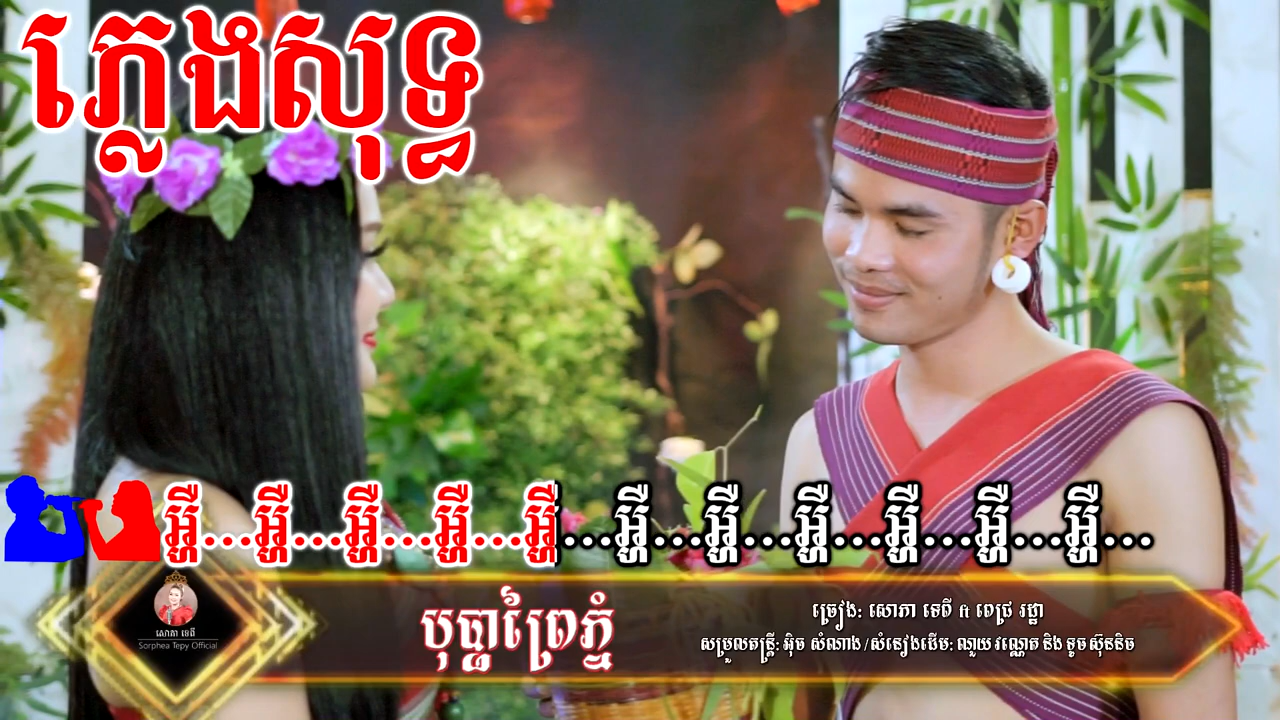 ភ្លេងសុទ្ធ
អ្ហឺ...អ្ហឺ...អ្ហឺ...អ្ហឺ...អ្ហឺ...អ្ហឺ...អ្ហឺ...អ្ហឺ...អ្ហឺ...អ្ហឺ...អ្ហឺ...
សោភា ទេពី
Sorphea Tepy Official
បុប្ផាព្រៃភ្នំ
ច្រៀង: សោភា ទេពី ft ពេជ្រ រដ្ឋា
សម្រួលតន្ត្រី: អ៊ិច សំណាង / សំនៀងដើម: ណូយ វណ្ណេត និង តូច ស៊ុននិច